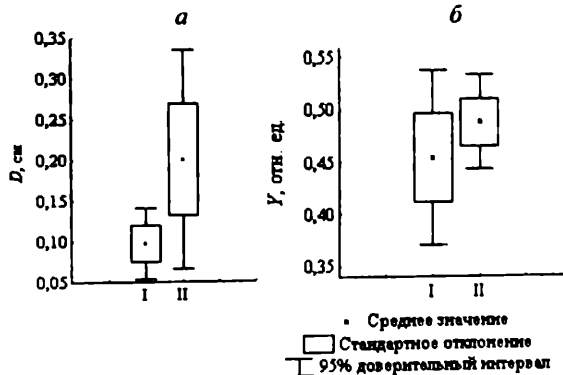 а
0,35
0,30
0,25
0,20
0,15
0,10
0,05
D, см
I II
б
0,55
0,50
0,45
0,40
0,35
Y, отн. ед.
I II
Среднее значение
Стандартное отклонение
95% доверительный интервал